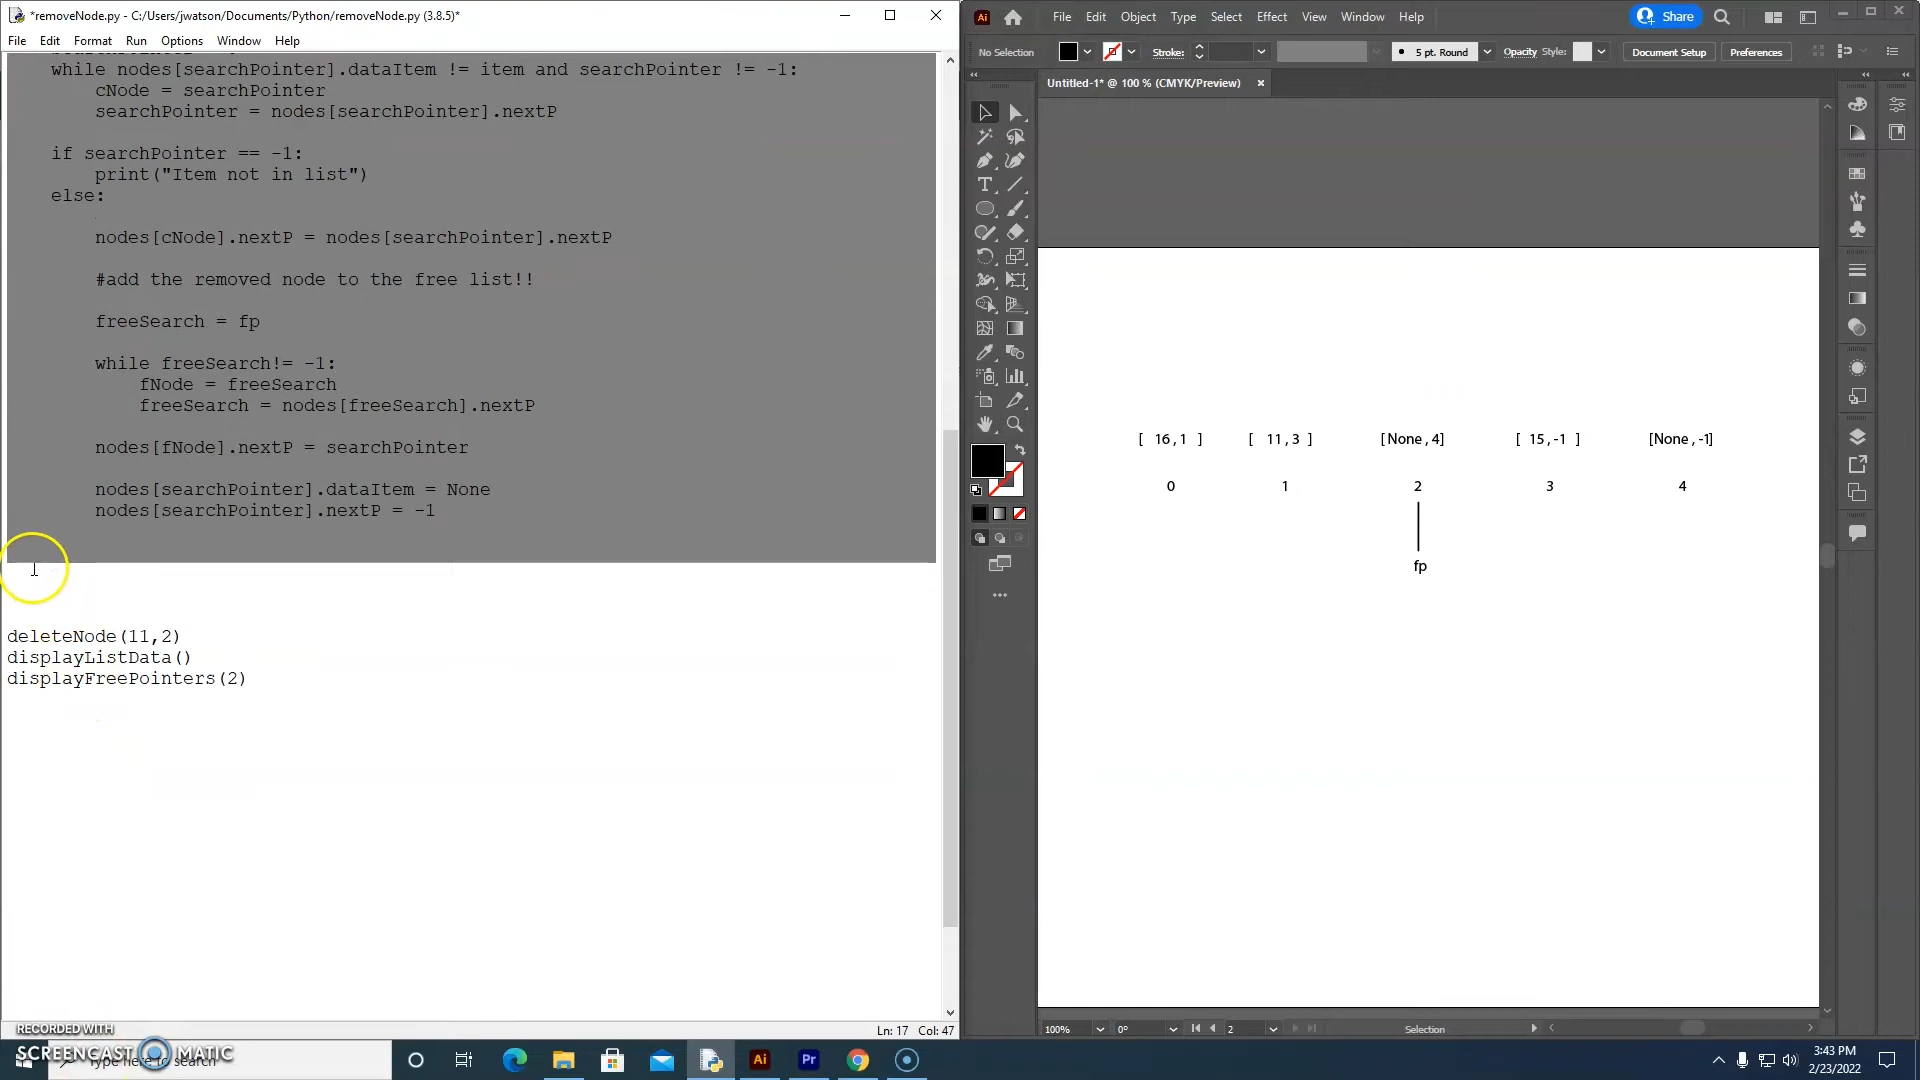 *removeNode.py - C:/Users/jwatson/Documents/Python/removeNode.py (3.8.5)*
File Edit Format Run Options Window Help
while nodes[searchPointer].dataItem != item and searchPointer != -1:
cNode = searchPointer
searchPointer = nodes[searchPointer].nextP
if searchPointer == -1:
print("Item not in list")
else:
nodes[cNode].nextP = nodes[searchPointer].nextP
#add the removed node to the free list!!
freeSearch = fp
while freeSearch!= -1:
fNode = freeSearch
freeSearch = nodes[freeSearch].nextP
nodes[fNode].nextP = searchPointer
nodes[searchPointer].dataItem = None
nodes[searchPointer].nextP = -1
deleteNode(11,2)
displayListData()
displayFreePointers(2)
Ln: 17 Col: 47
Ai File Edit Object Type Select Effect View Window Help Share
No Selection Stroke: 5 pt. Round Opacity Style: Document Setup Preferences
Untitled-1* @ 100 % (CMYK/Preview) ×
[ 16 , 1 ] [ 11 , 3 ] [None , 4] [ 15 , -1 ] [None , -1]
0 1 2 3 4
fp
100% 0° 2 Selection
RECORDED WITH
SCREENCAST MATIC
Type here to search
Ai Pr
3:43 PM
2/23/2022